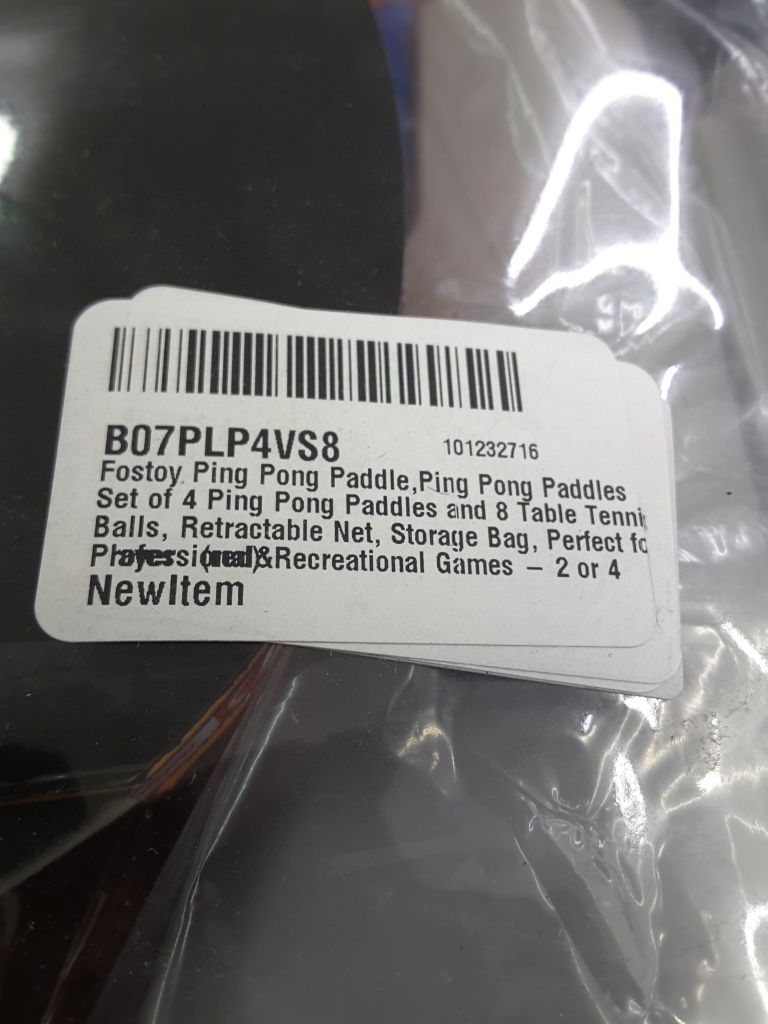 B07PLP4VS8 101232716
Fostoy Ping Pong Paddle,Ping Pong Paddles
Set of 4 Ping Pong Paddles and 8 Table Tenni
Balls, Retractable Net, Storage Bag, Perfect fo
&Recreational Games – 2 or 4
NewItem